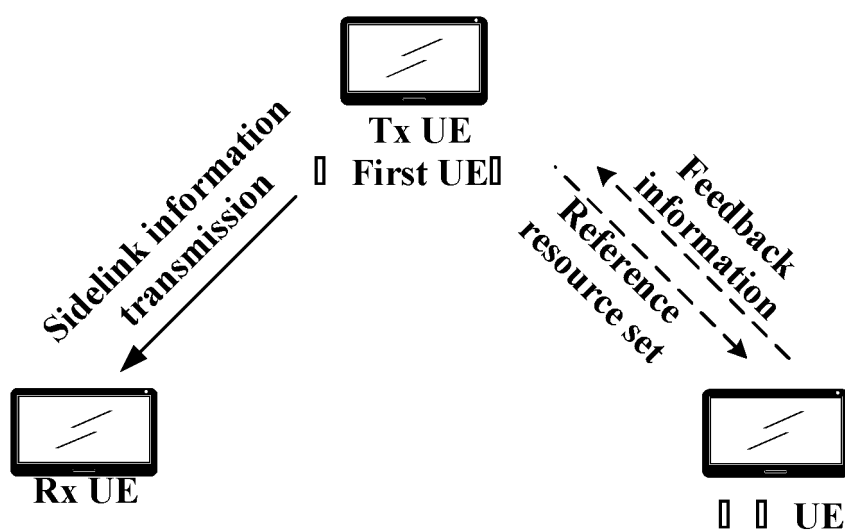 Tx UE
First UE
Sidelink information
transmission
Feedback
information
Reference
resource set
Rx UE
UE